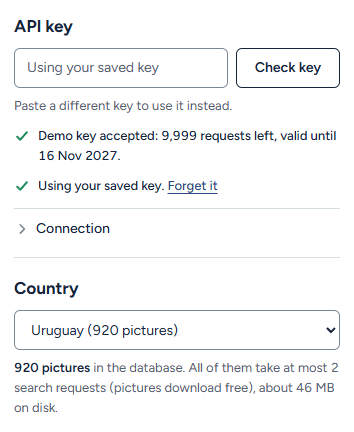 API key
Using your saved key
Check key
Paste a different key to use it instead.
Demo key accepted: 9,999 requests left, valid until
16 Nov 2027.
Using your saved key. Forget it
Connection
Country
Uruguay (920 pictures)
920 pictures in the database. All of them take at most 2
search requests (pictures download free), about 46 MB
on disk.